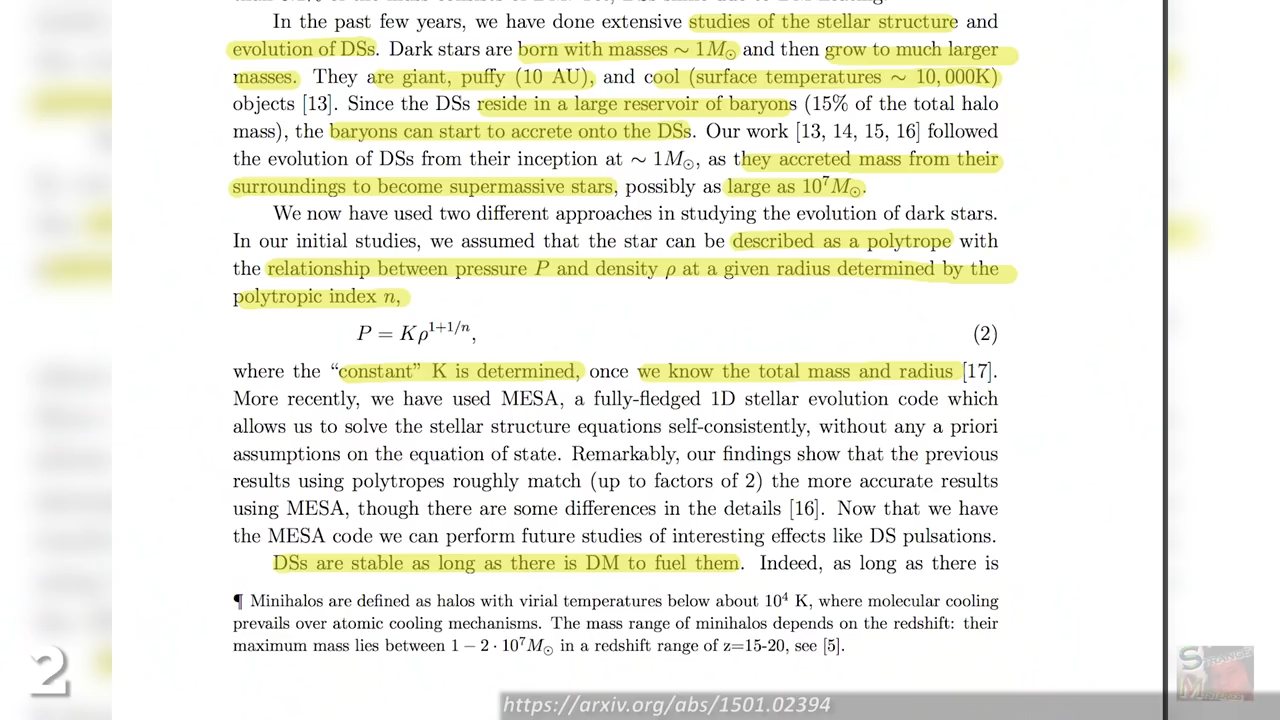 In the past few years, we have done extensive studies of the stellar structure and
evolution of DSs. Dark stars are born with masses ∼ 1M⊙ and then grow to much larger
masses. They are giant, puffy (10 AU), and cool (surface temperatures ∼ 10, 000K)
objects [13]. Since the DSs reside in a large reservoir of baryons (15% of the total halo
mass), the baryons can start to accrete onto the DSs. Our work [13, 14, 15, 16] followed
the evolution of DSs from their inception at ∼ 1M⊙, as they accreted mass from their
surroundings to become supermassive stars, possibly as large as 10⁷M⊙.
We now have used two different approaches in studying the evolution of dark stars.
In our initial studies, we assumed that the star can be described as a polytrope with
the relationship between pressure P and density ρ at a given radius determined by the
polytropic index n,
P = Kρ^{1+1/n}, (2)
where the “constant” K is determined, once we know the total mass and radius [17].
More recently, we have used MESA, a fully-fledged 1D stellar evolution code which
allows us to solve the stellar structure equations self-consistently, without any a priori
assumptions on the equation of state. Remarkably, our findings show that the previous
results using polytropes roughly match (up to factors of 2) the more accurate results
using MESA, though there are some differences in the details [16]. Now that we have
the MESA code we can perform future studies of interesting effects like DS pulsations.
DSs are stable as long as there is DM to fuel them. Indeed, as long as there is
¶ Minihalos are defined as halos with virial temperatures below about 10⁴ K, where molecular cooling
prevails over atomic cooling mechanisms. The mass range of minihalos depends on the redshift: their
maximum mass lies between 1 − 2 · 10⁷M⊙ in a redshift range of z=15-20, see [5].
2
https://arxiv.org/abs/1501.02394